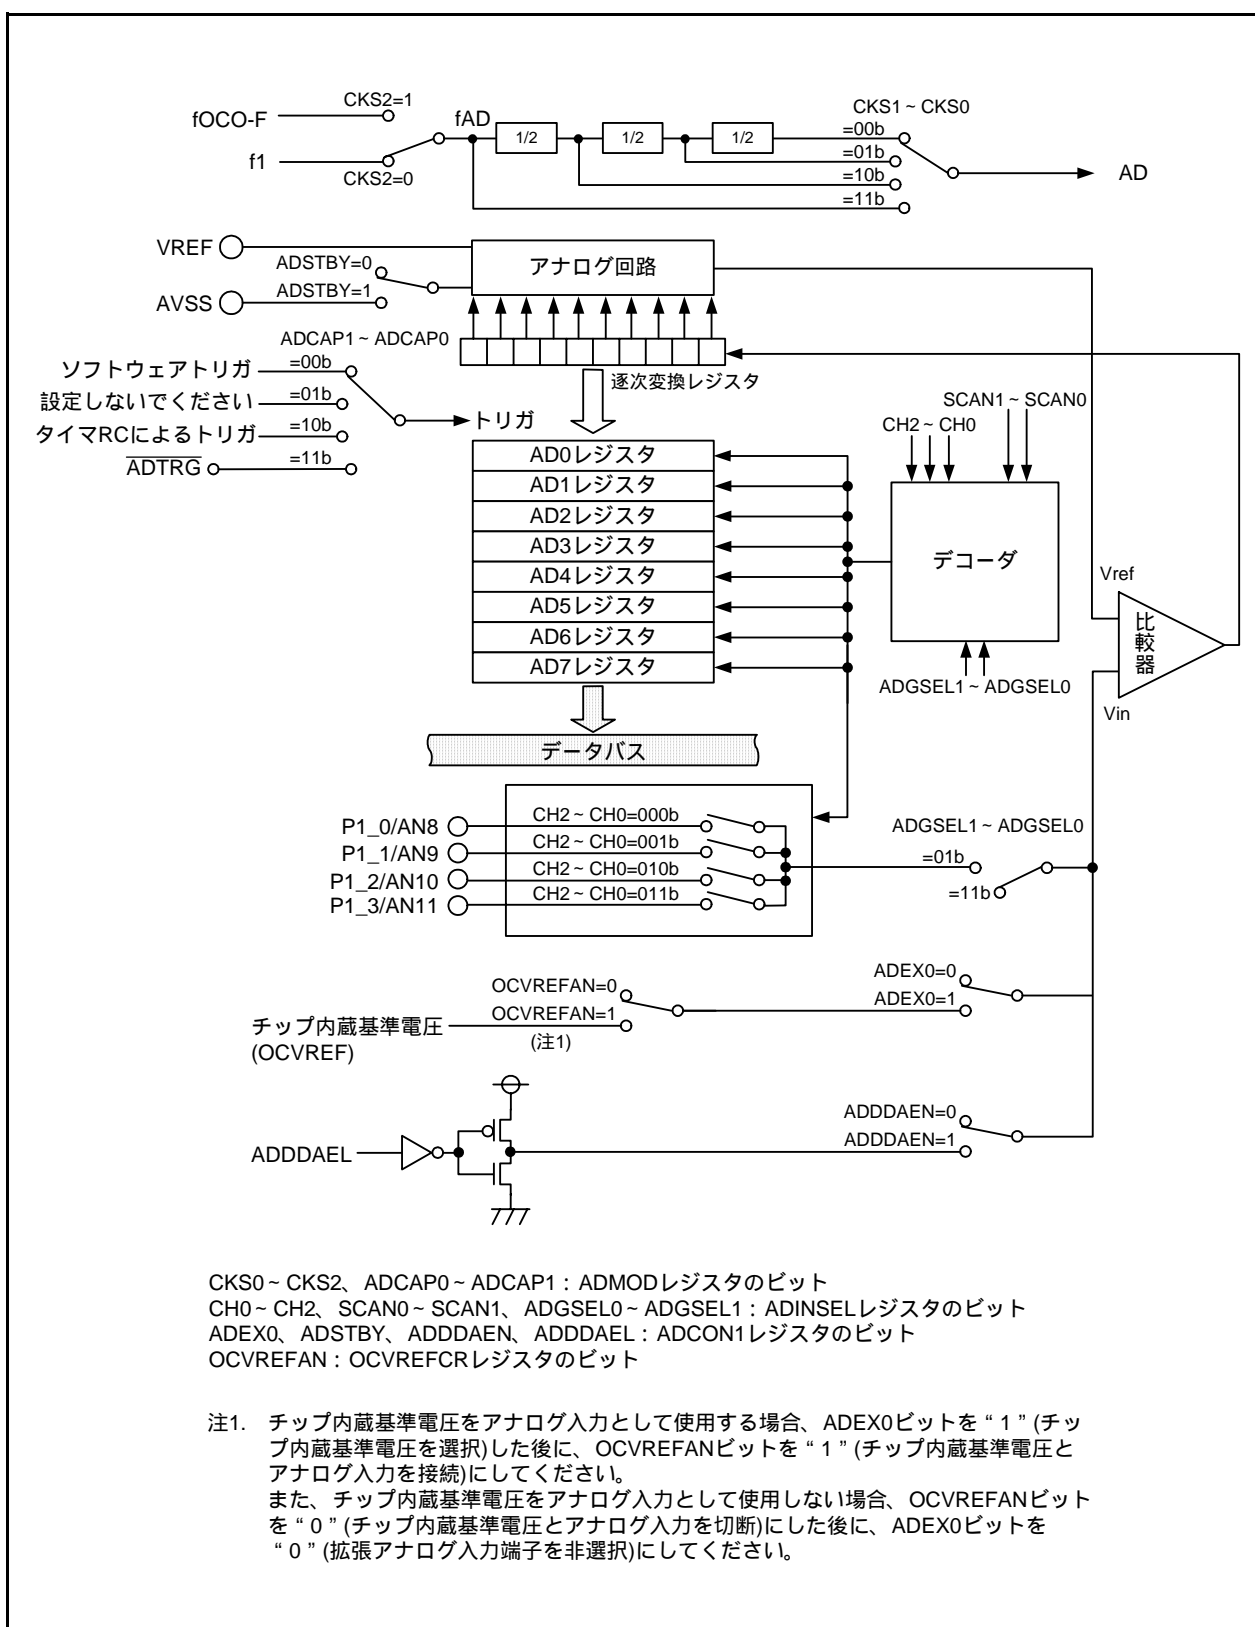 fOCO-F
CKS2=1
f1
CKS2=0
fAD
1/2
1/2
1/2
CKS1 ~ CKS0
=00b
=01b
=10b
=11b
AD
VREF
AVSS
ADSTBY=0
ADSTBY=1
アナログ回路
ADCAP1 ~ ADCAP0
ソフトウェアトリガ
=00b
設定しないでください
=01b
タイマRCによるトリガ
=10b
ADTRG
=11b
トリガ
逐次変換レジスタ
AD0レジスタ
AD1レジスタ
AD2レジスタ
AD3レジスタ
AD4レジスタ
AD5レジスタ
AD6レジスタ
AD7レジスタ
データバス
SCAN1 ~ SCAN0
CH2 ~ CH0
デコーダ
ADGSEL1 ~ ADGSEL0
Vref
比較器
Vin
P1_0/AN8
CH2 ~ CH0=000b
P1_1/AN9
CH2 ~ CH0=001b
P1_2/AN10
CH2 ~ CH0=010b
P1_3/AN11
CH2 ~ CH0=011b
ADGSEL1 ~ ADGSEL0
=01b
=11b
OCVREFAN=0
OCVREFAN=1
(注1)
チップ内蔵基準電圧
(OCVREF)
ADEX0=0
ADEX0=1
ADDDAEL
ADDDAEN=0
ADDDAEN=1
CKS0 ~ CKS2、ADCAP0 ~ ADCAP1 : ADMODレジスタのビット
CH0 ~ CH2、SCAN0 ~ SCAN1、ADGSEL0 ~ ADGSEL1 : ADINSELレジスタのビット
ADEX0、ADSTBY、ADDDAEN、ADDDAEL : ADCON1レジスタのビット
OCVREFAN : OCVREFCRレジスタのビット
注1. チップ内蔵基準電圧をアナログ入力として使用する場合、ADEX0ビットを“1”(チッ
プ内蔵基準電圧を選択)した後に、OCVREFANビットを“1”(チップ内蔵基準電圧と
アナログ入力を接続)にしてください。
また、チップ内蔵基準電圧をアナログ入力として使用しない場合、OCVREFANビット
を“0”(チップ内蔵基準電圧とアナログ入力を切断)にした後に、ADEX0ビットを
“0”(拡張アナログ入力端子を非選択)にしてください。